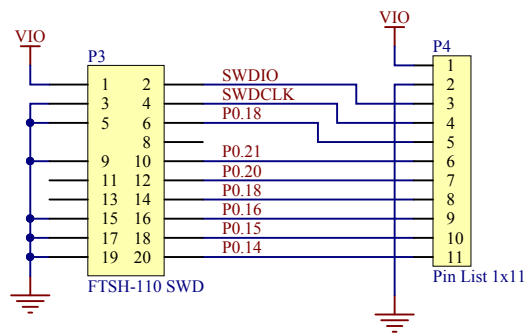 VIO
VIO
P3
P4
SWDIO
SWDCLK
P0.18
P0.21
P0.20
P0.18
P0.16
P0.15
P0.14
1 2
3 4
5 6
8
9 10
11 12
13 14
15 16
17 18
19 20
1
2
3
4
5
6
7
8
9
10
11
FTSH-110 SWD
Pin List 1x11